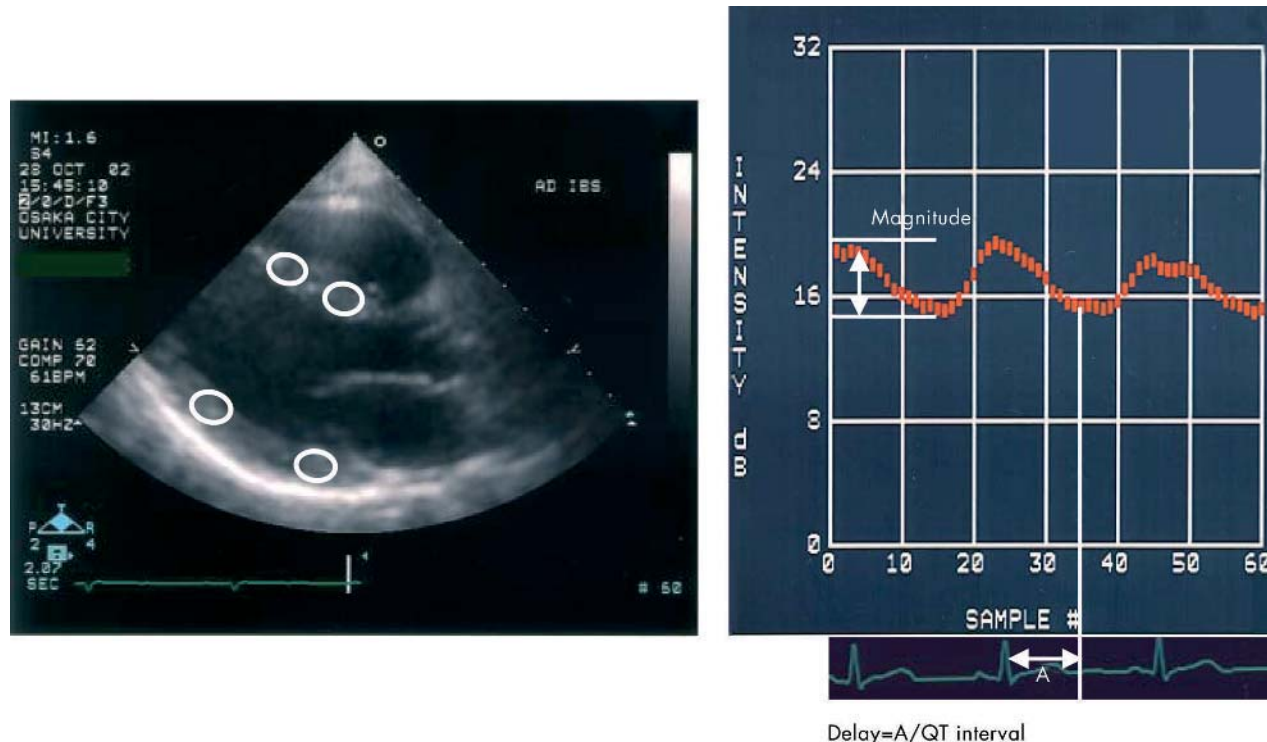 MI:1.6
S4
28 OCT 02
15:45:10
0/0/D/F3
OSAKA CITY
UNIVERSITY
GAIN 62
COMP 70
61BPM
13CM
30HZ
T
P R
2 4
2.07
SEC
4
AD IBS
# 60
INTENSITY dB
32
24
16
8
0
Magnitude
0 10 20 30 40 50 60
SAMPLE #
A
Delay=A/QT interval